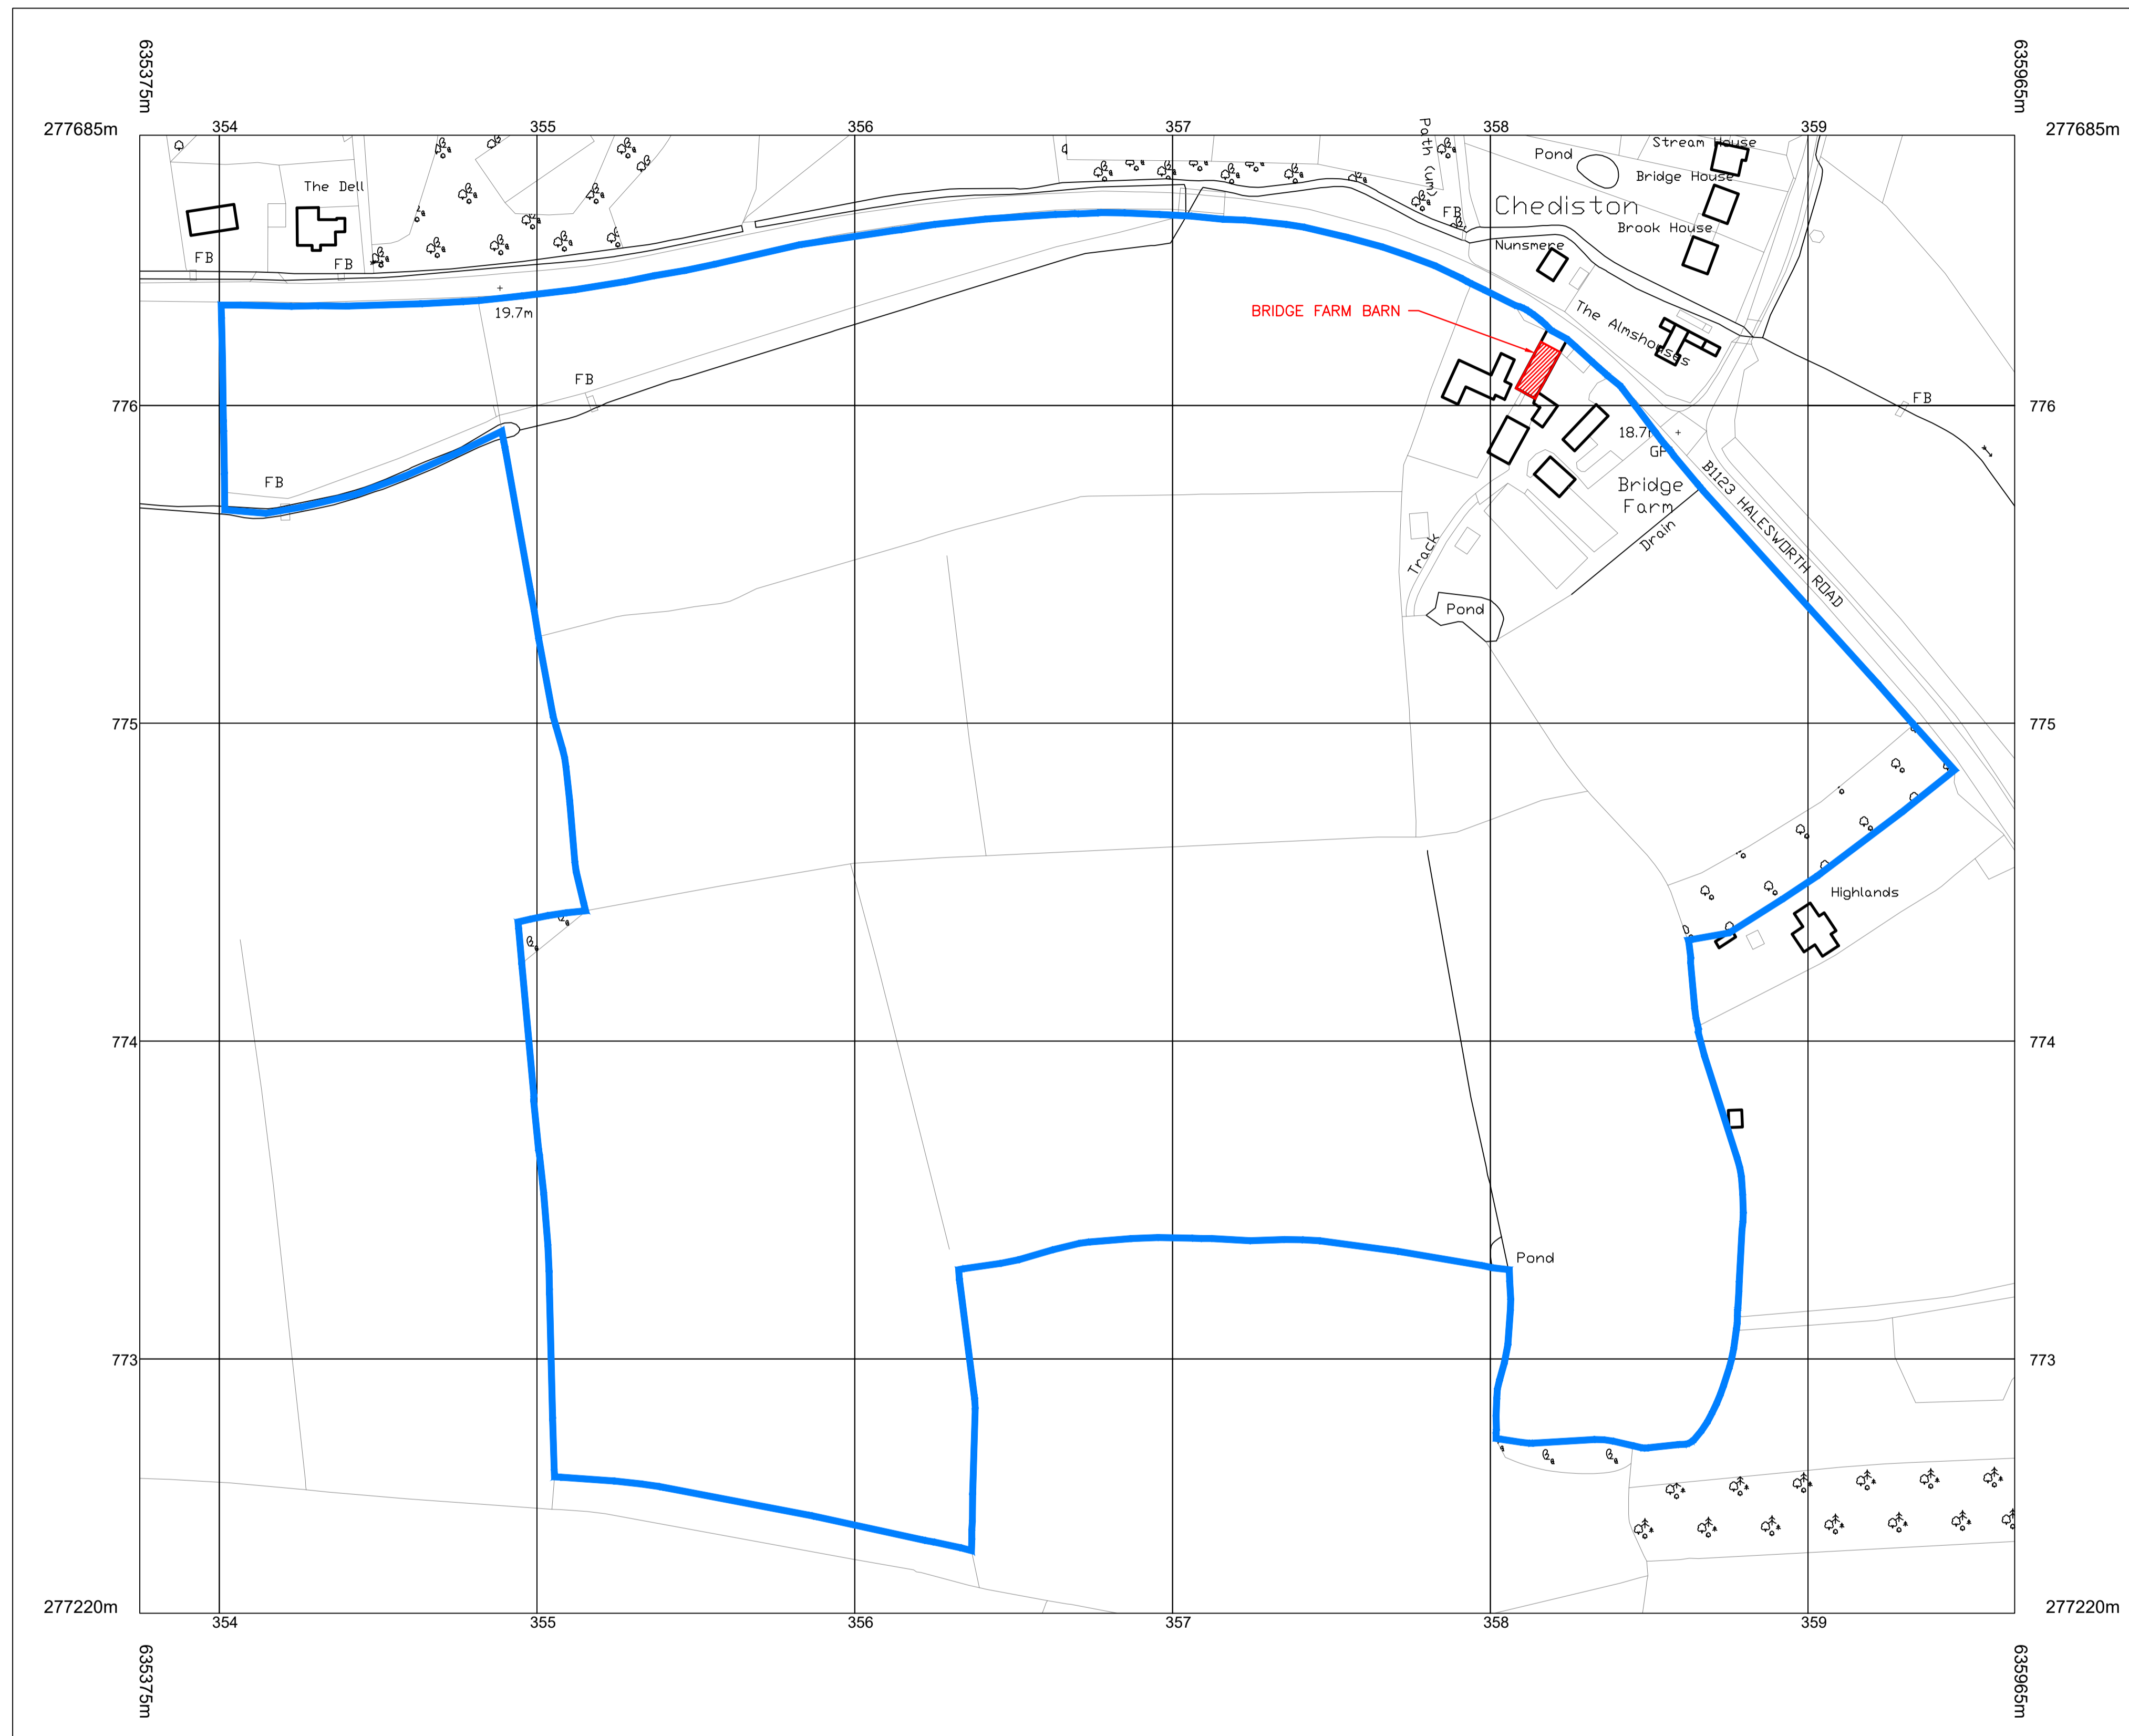 635375m
635965m
277685m
354
355
356
357
358
359
277685m
Path (um)
Stream House
Pond
Bridge House
The Dell
Chediston
FB
Brook House
Nunsmere
FB
FB
The Almshouses
19.7m
BRIDGE FARM BARN
FB
FB
776
776
18.7m
GP
B1123 HALESWORTH ROAD
Bridge
Farm
FB
Drain
Track
Pond
775
775
Highlands
774
774
Pond
773
773
277220m
277220m
354
355
356
357
358
359
635375m
635965m